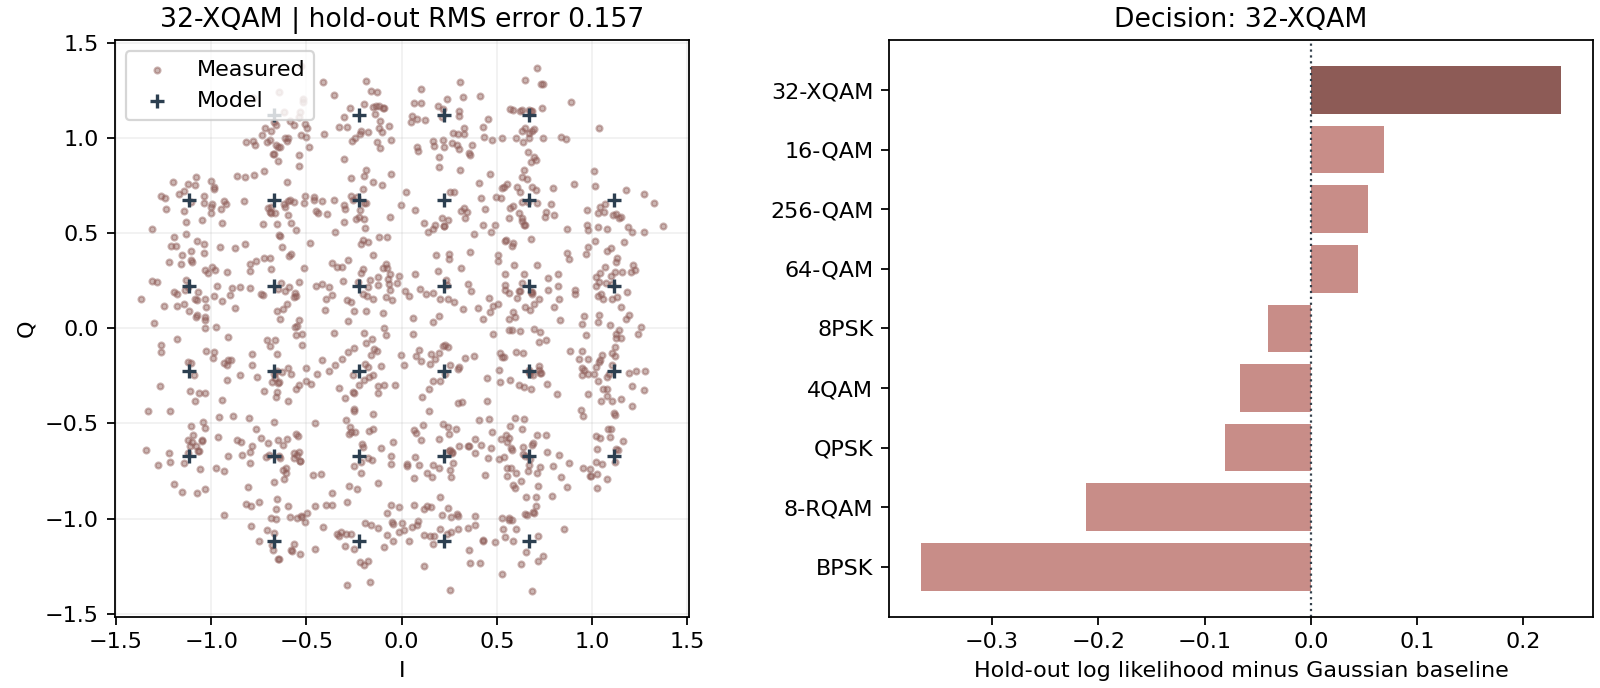 32-XQAM | hold-out RMS error 0.157
Measured
Model
1.5
1.0
0.5
0.0
−0.5
−1.0
−1.5
Q
−1.5
−1.0
−0.5
0.0
0.5
1.0
1.5
I
Decision: 32-XQAM
32-XQAM
16-QAM
256-QAM
64-QAM
8PSK
4QAM
QPSK
8-RQAM
BPSK
−0.3
−0.2
−0.1
0.0
0.1
0.2
Hold-out log likelihood minus Gaussian baseline